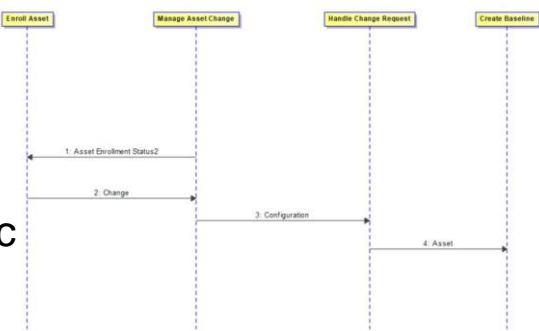 Enroll Asset
Manage Asset Change
Handle Change Request
Create Baseline
1: Asset Enrollment Status2
2: Change
3: Configuration
4: Asset
c